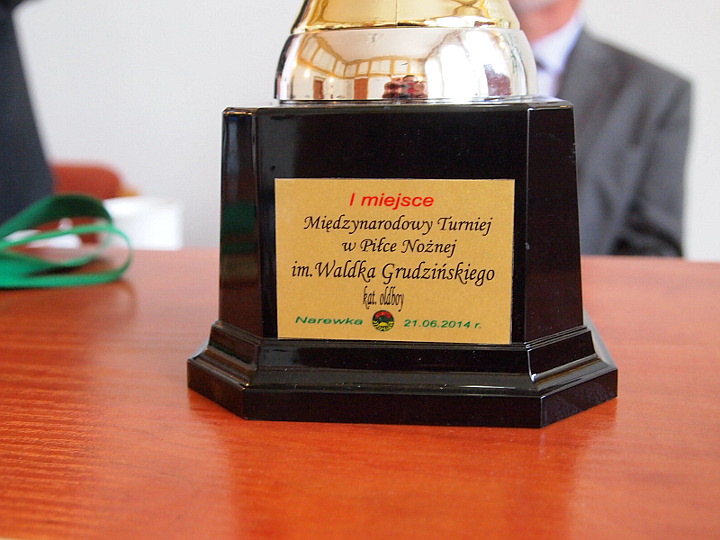 I miejsce
Międzynarodowy Turniej
w Piłce Nożnej
im. Waldka Grudzińskiego
kat. oldboy
Narewka 21.06.2014 r.